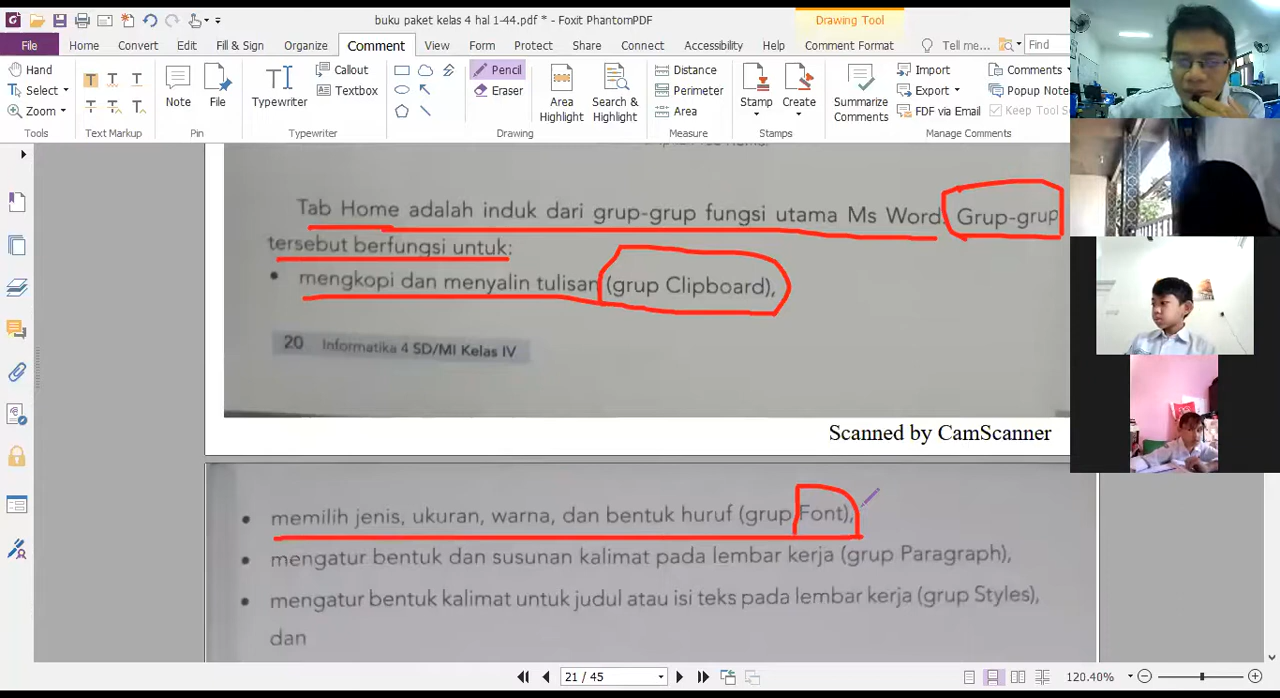 buku paket kelas 4 hal 1-44.pdf * - Foxit PhantomPDF
Drawing Tool
File Home Convert Edit Fill & Sign Organize Comment View Form Protect Share Connect Accessibility Help Comment Format Tell me... Find
Hand
Select
Zoom
Tools
Text Markup
Note
File
Pin
Typewriter
Callout
Textbox
Typewriter
Pencil
Eraser
Area Highlight
Search & Highlight
Drawing
Distance
Perimeter
Area
Measure
Stamp
Create
Stamps
Summarize Comments
Import
Export
FDF via Email
Comments
Popup Note
Keep Tool S
Manage Comments
Tab Home adalah induk dari grup-grup fungsi utama Ms Word. Grup-grup
tersebut berfungsi untuk:
• mengkopi dan menyalin tulisan (grup Clipboard),
20 Informatika 4 SD/MI Kelas IV
Scanned by CamScanner
• memilih jenis, ukuran, warna, dan bentuk huruf (grup Font),
• mengatur bentuk dan susunan kalimat pada lembar kerja (grup Paragraph),
• mengatur bentuk kalimat untuk judul atau isi teks pada lembar kerja (grup Styles),
dan
21 / 45
120.40%